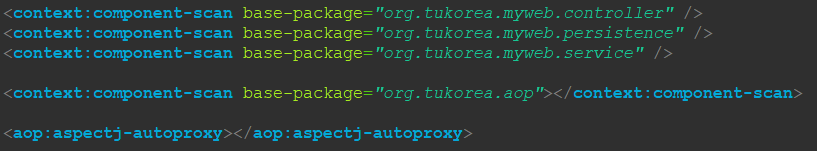 <context:component-scan base-package="org.tukorea.myweb.controller" />
<context:component-scan base-package="org.tukorea.myweb.persistence" />
<context:component-scan base-package="org.tukorea.myweb.service" />
<context:component-scan base-package="org.tukorea.aop"></context:component-scan>
<aop:aspectj-autoproxy></aop:aspectj-autoproxy>